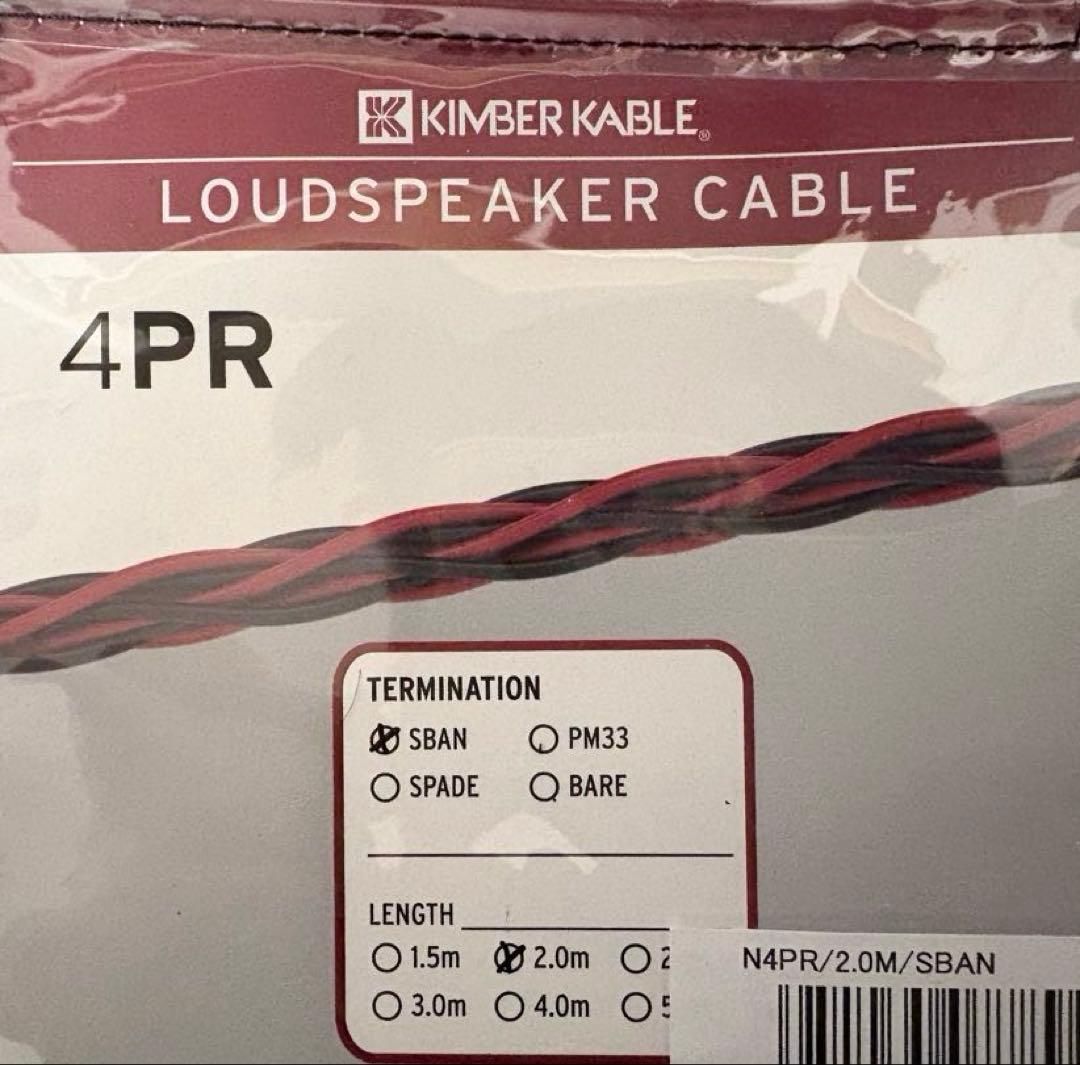 KIMBER KABLE®
LOUDSPEAKER CABLE
4PR
TERMINATION
SBAN PM33
SPADE BARE
LENGTH
1.5m 2.0m
3.0m 4.0m
N4PR/2.0M/SBAN